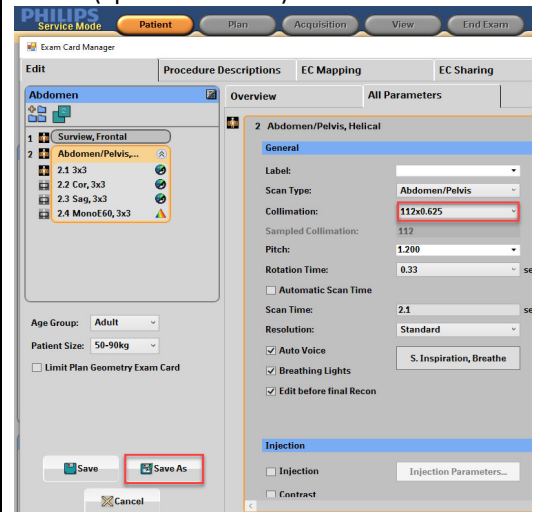 PHILIPS
Service Mode
Patient
Plan
Acquisition
View
End Exam
Exam Card Manager
Edit
Procedure Descriptions
EC Mapping
EC Sharing
Abdomen
1 Surview, Frontal
2 Abdomen/Pelvis,...
2.1 3x3
2.2 Cor, 3x3
2.3 Sag, 3x3
2.4 MonoE60, 3x3
Age Group: Adult
Patient Size: 50-90kg
Limit Plan Geometry Exam Card
Save
Save As
Cancel
Overview
All Parameters
2 Abdomen/Pelvis, Helical
General
Label:
Scan Type: Abdomen/Pelvis
Collimation: 112x0.625
Sampled Collimation: 112
Pitch: 1.200
Rotation Time: 0.33 se
Automatic Scan Time
Scan Time: 2.1 se
Resolution: Standard
Auto Voice
S. Inspiration, Breathe
Breathing Lights
Edit before final Recon
Injection
Injection
Injection Parameters...
Contrast